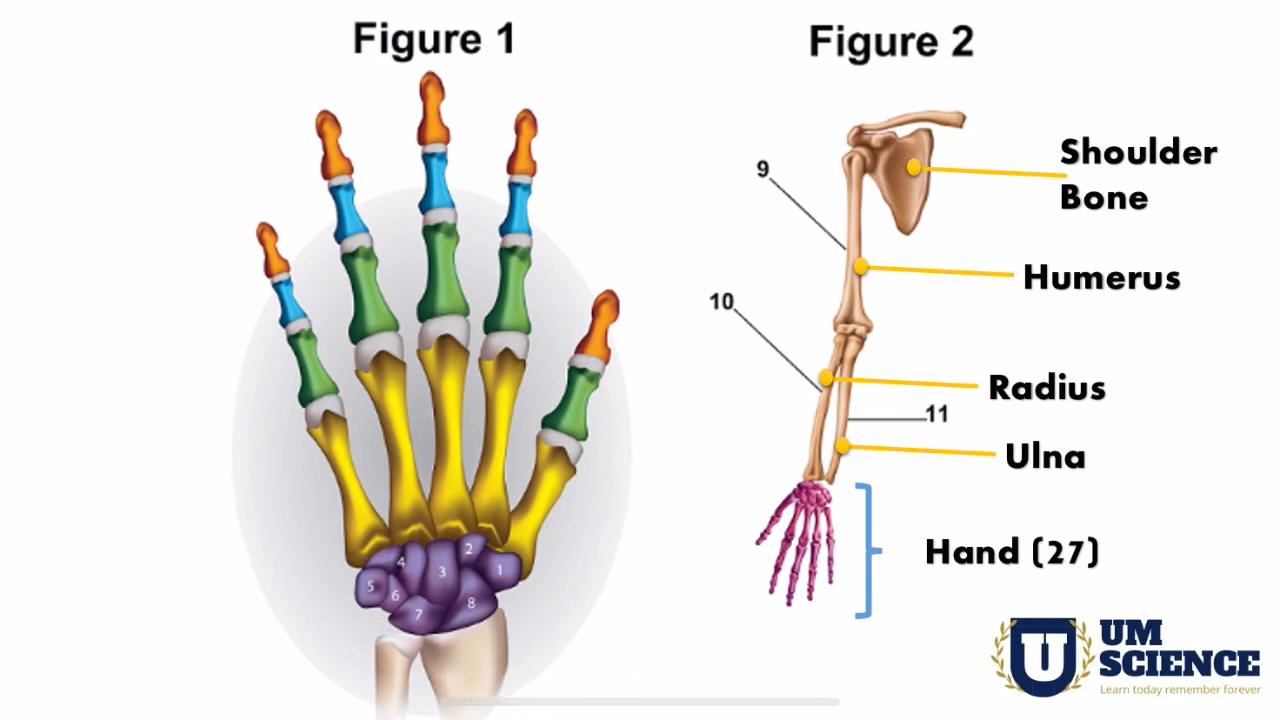 Figure 1
4
2
3
1
5
6
8
7
Figure 2
9
Shoulder
Bone
Humerus
10
Radius
11
Ulna
Hand (27)
U
UM
SCIENCE
Learn today remember forever